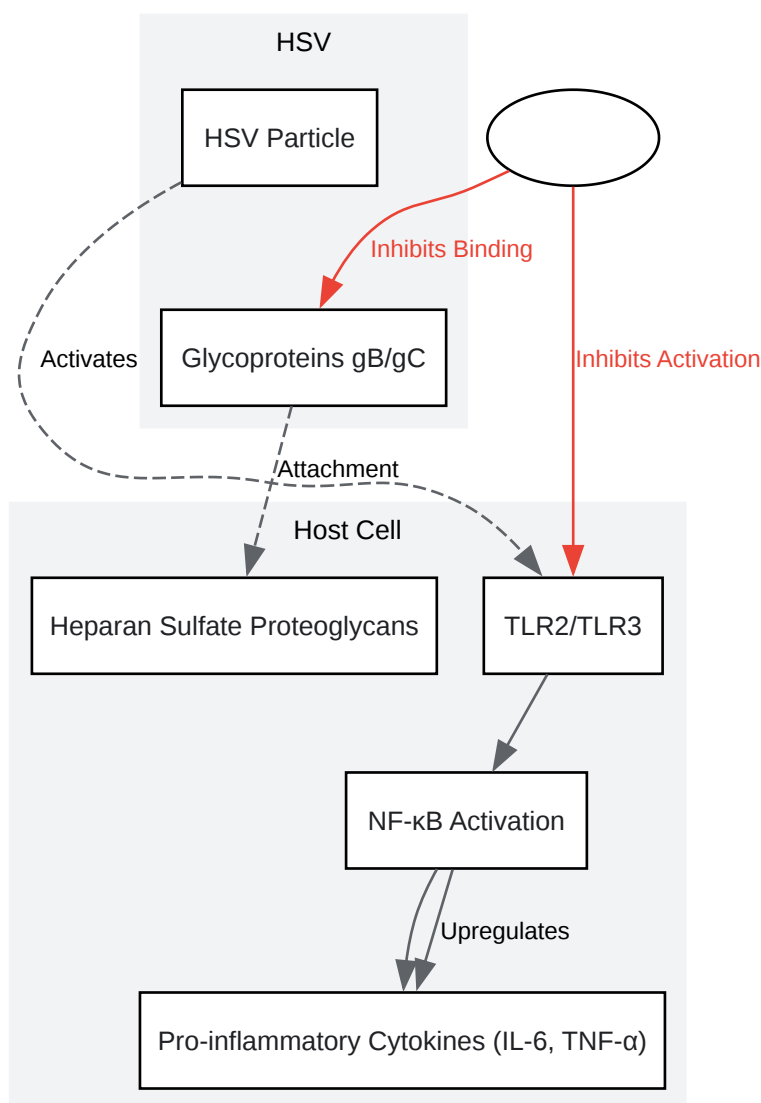 HSV
HSV Particle
Inhibits Binding
Glycoproteins gB/gC
Activates
Inhibits Activation
Attachment
Host Cell
Heparan Sulfate Proteoglycans
TLR2/TLR3
NF-κB Activation
Upregulates
Pro-inflammatory Cytokines (IL-6, TNF-α)